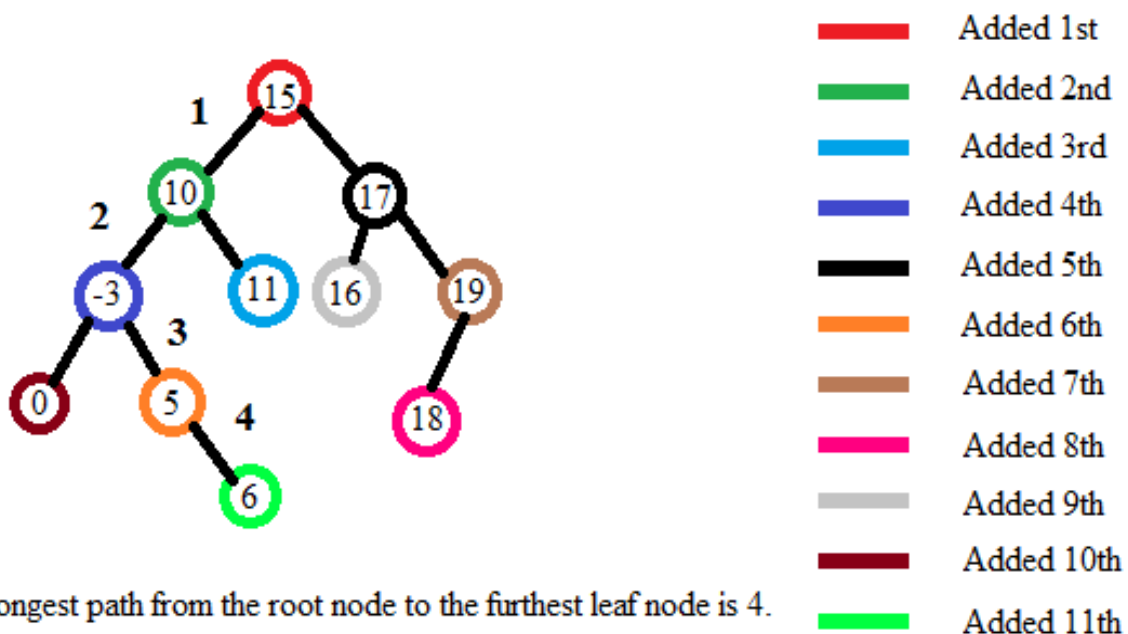 15
1
10
17
2
-3
11
16
19
3
0
5
4
18
6
ongest path from the root node to the furthest leaf node is 4.
Added 1st
Added 2nd
Added 3rd
Added 4th
Added 5th
Added 6th
Added 7th
Added 8th
Added 9th
Added 10th
Added 11th